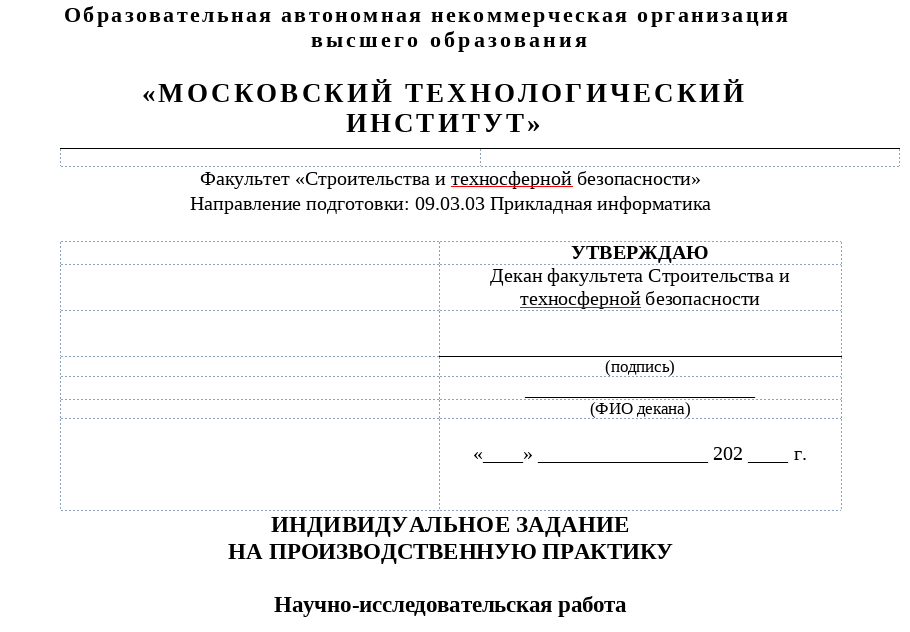 Образовательная автономная некоммерческая организация
высшего образования
«МОСКОВСКИЙ ТЕХНОЛОГИЧЕСКИЙ
ИНСТИТУТ»
Факультет «Строительства и техносферной безопасности»
Направление подготовки: 09.03.03 Прикладная информатика
УТВЕРЖДАЮ
Декан факультета Строительства и
техносферной безопасности
(подпись)
_______________________
(ФИО декана)
«____» _________________ 202 ____ г.
ИНДИВИДУАЛЬНОЕ ЗАДАНИЕ
НА ПРОИЗВОДСТВЕННУЮ ПРАКТИКУ
Научно-исследовательская работа